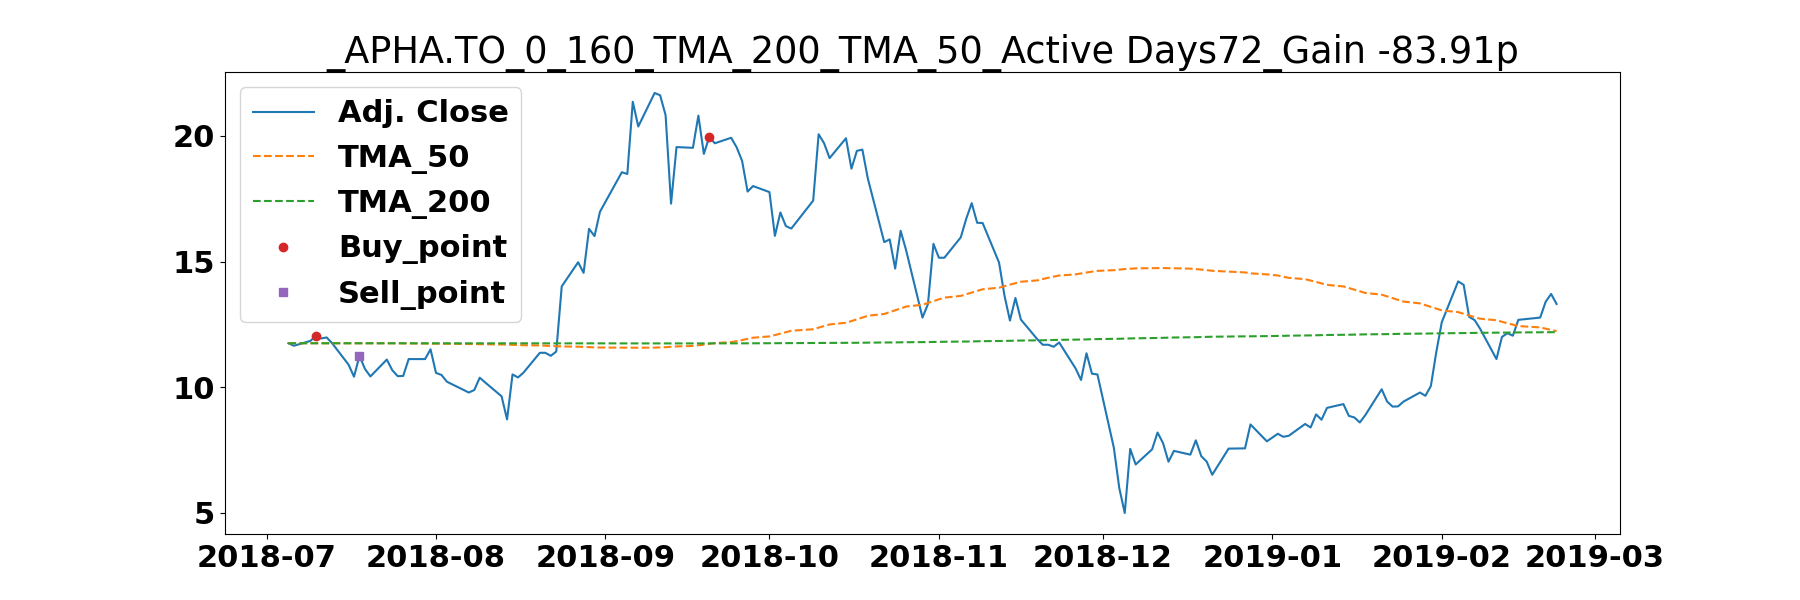 _APHA.TO_0_160_TMA_200_TMA_50_Active Days72_Gain -83.91p
Adj. Close
TMA_50
TMA_200
Buy_point
Sell_point
20
15
10
5
2018-07 2018-08 2018-09 2018-10 2018-11 2018-12 2019-01 2019-02 2019-03